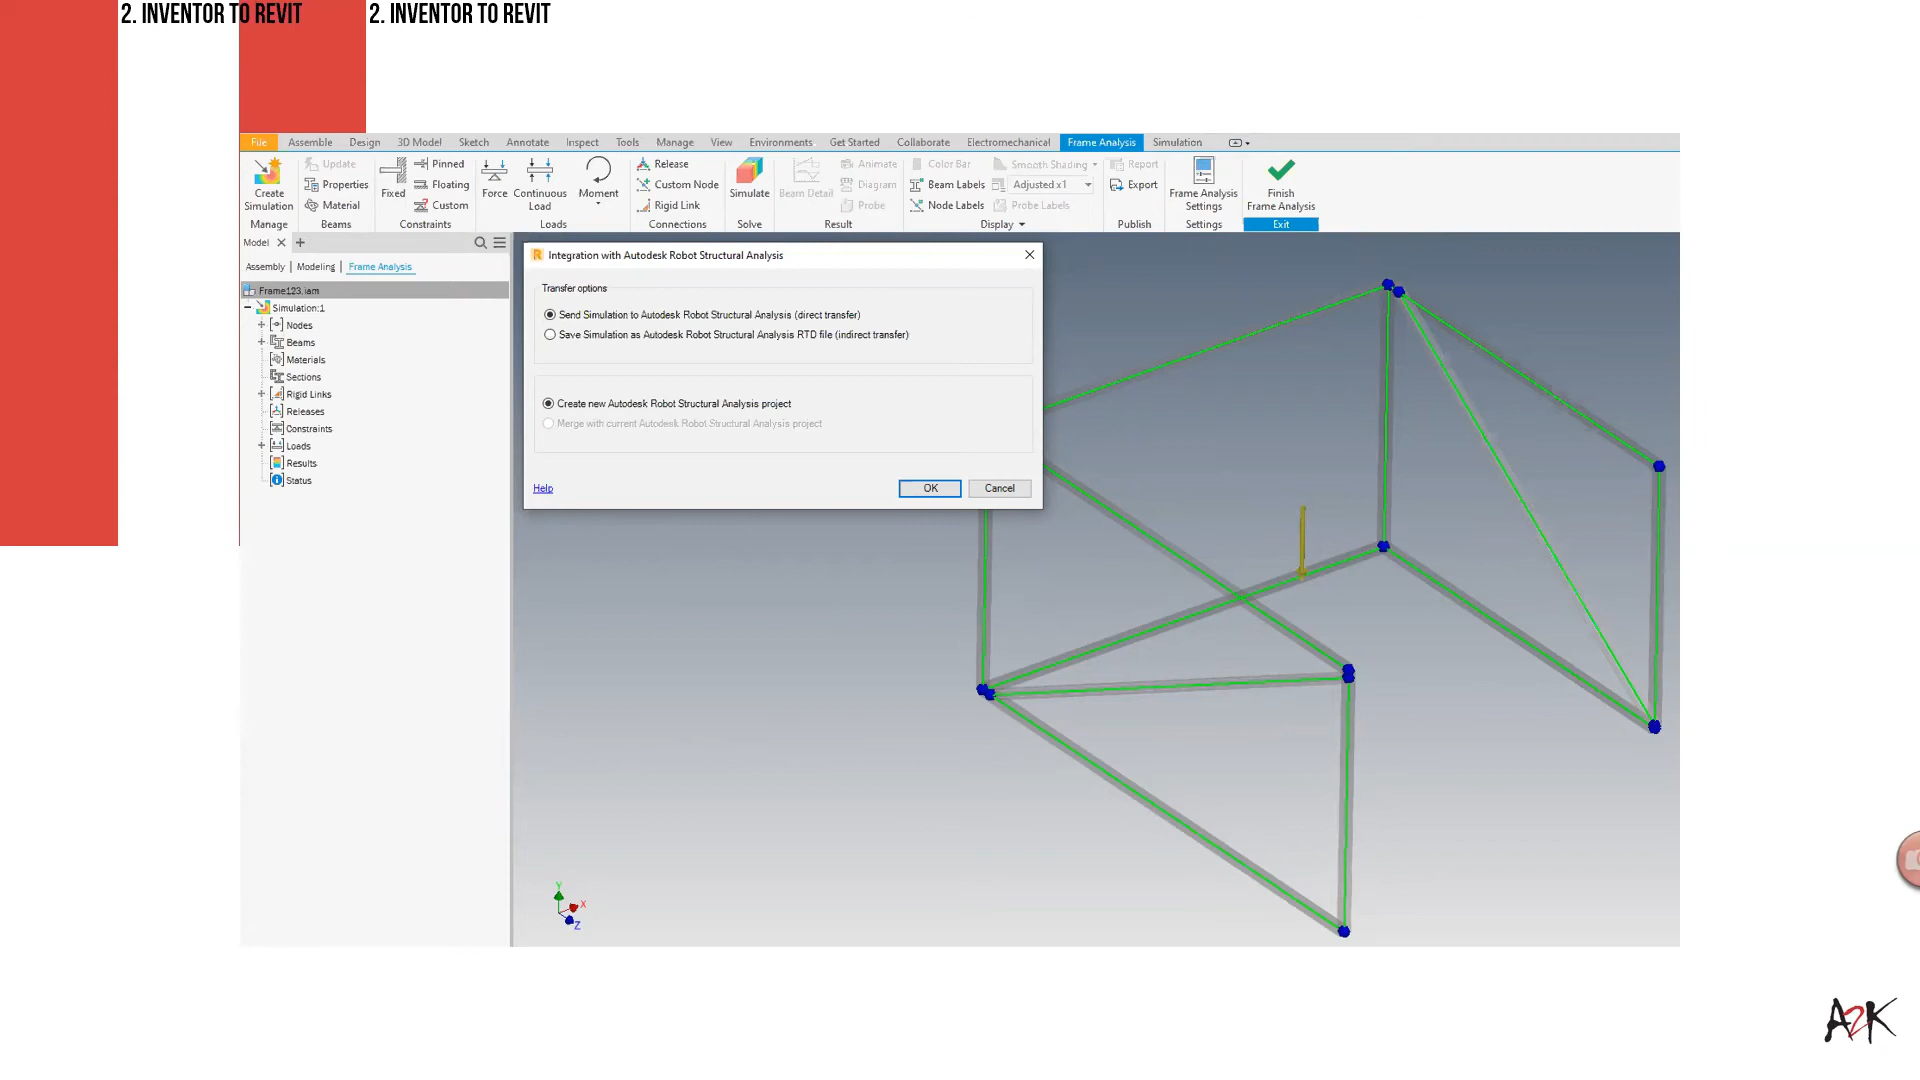 2. INVENTOR TO REVIT
2. INVENTOR TO REVIT
File Assemble Design 3D Model Sketch Annotate Inspect Tools Manage View Environments Get Started Collaborate Electromechanical Frame Analysis Simulation
Create Simulation
Update
Properties
Material
Fixed
Pinned
Floating
Custom
Force
Continuous Load
Moment
Release
Custom Node
Rigid Link
Simulate
Beam Detail
Animate
Diagram
Probe
Color Bar
Beam Labels
Node Labels
Smooth Shading
Adjusted x1
Probe Labels
Report
Export
Frame Analysis Settings
Finish Frame Analysis
Manage Beams Constraints Loads Connections Solve Result Display Publish Settings Exit
Model
Assembly | Modeling | Frame Analysis
Frame123.iam
Simulation:1
Nodes
Beams
Materials
Sections
Rigid Links
Releases
Constraints
Loads
Results
Status
R Integration with Autodesk Robot Structural Analysis
Transfer options
Send Simulation to Autodesk Robot Structural Analysis (direct transfer)
Save Simulation as Autodesk Robot Structural Analysis RTD file (indirect transfer)
Create new Autodesk Robot Structural Analysis project
Merge with current Autodesk Robot Structural Analysis project
Help
OK
Cancel
Y
X
Z
A2K